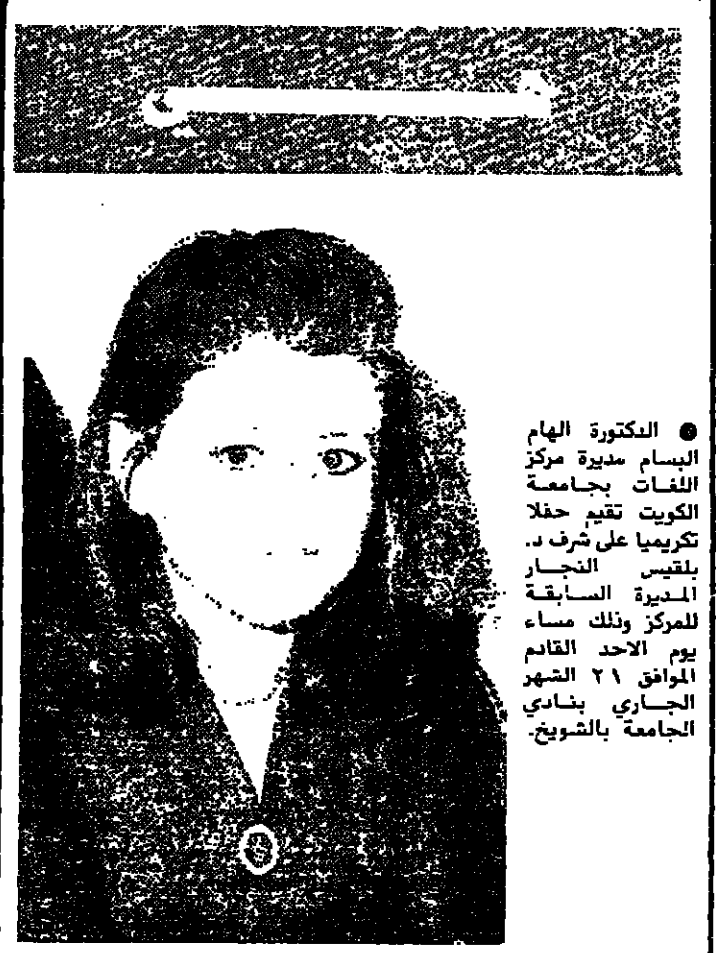 ● الدكتورة الهام
البسام مديرة مركز
اللغات بجامعة
الكويت تقيم حفلا
تكريميا على شرف د.
بلقيس النجار
المديرة السابقة
للمركز وذلك مساء
يوم الاحد القادم
الموافق ٢١ الشهر
الجاري بنادي
الجامعة بالشويخ.